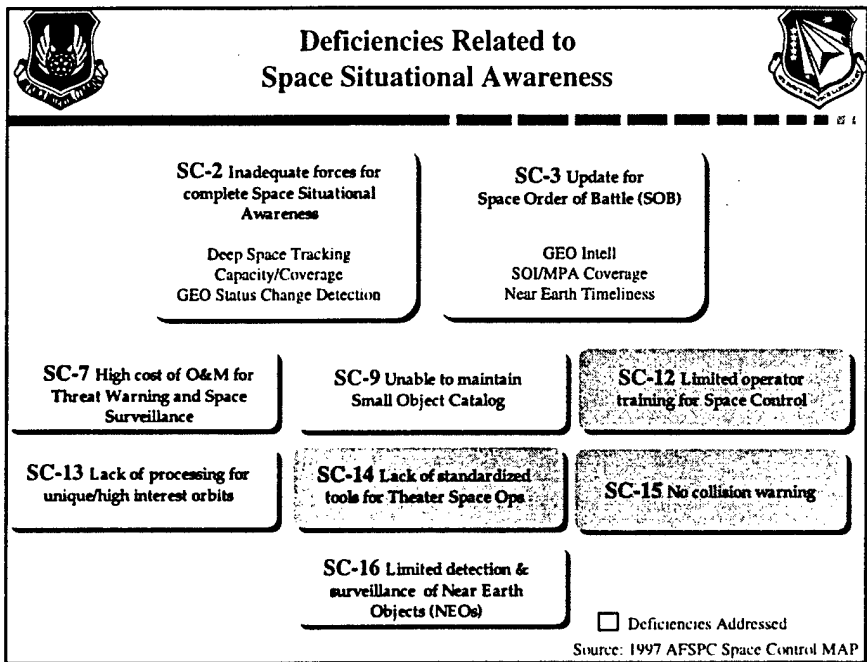 Deficiencies Related to
Space Situational Awareness
SC-2 Inadequate forces for
complete Space Situational
Awareness
Deep Space Tracking
Capacity/Coverage
GEO Status Change Detection
SC-3 Update for
Space Order of Battle (SOB)
GEO Intell
SOI/MPA Coverage
Near Earth Timeliness
SC-7 High cost of O&M for
Threat Warning and Space
Surveillance
SC-9 Unable to maintain
Small Object Catalog
SC-12 Limited operator
training for Space Control
SC-13 Lack of processing for
unique/high interest orbits
SC-14 Lack of standardized
tools for Theater Space Ops
SC-15 No collision warning
SC-16 Limited detection &
surveillance of Near Earth
Objects (NEOs)
Deficiencies Addressed
Source: 1997 AFSPC Space Control MAP